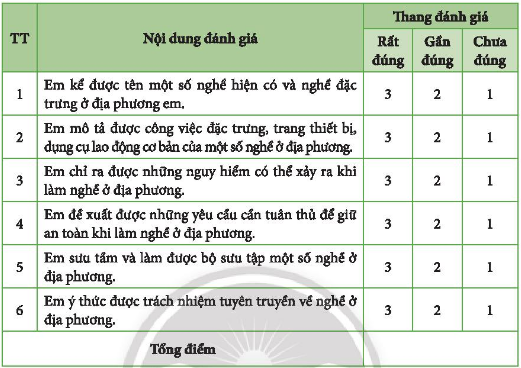 TT Nội dung đánh giá Thang đánh giá
Rất đúng Gần đúng Chưa đúng
1 Em kể được tên một số nghề hiện có và nghề đặc
trưng ở địa phương em. 3 2 1
2 Em mô tả được công việc đặc trưng, trang thiết bị,
dụng cụ lao động cơ bản của một số nghề ở địa phương. 3 2 1
3 Em chỉ ra được những nguy hiểm có thể xảy ra khi
làm nghề ở địa phương. 3 2 1
4 Em đề xuất được những yêu cầu cần tuân thủ để giữ
an toàn khi làm nghề ở địa phương. 3 2 1
5 Em sưu tầm và làm được bộ sưu tập một số nghề ở
địa phương. 3 2 1
6 Em ý thức được trách nhiệm tuyên truyền về nghề ở
địa phương. 3 2 1
Tổng điểm